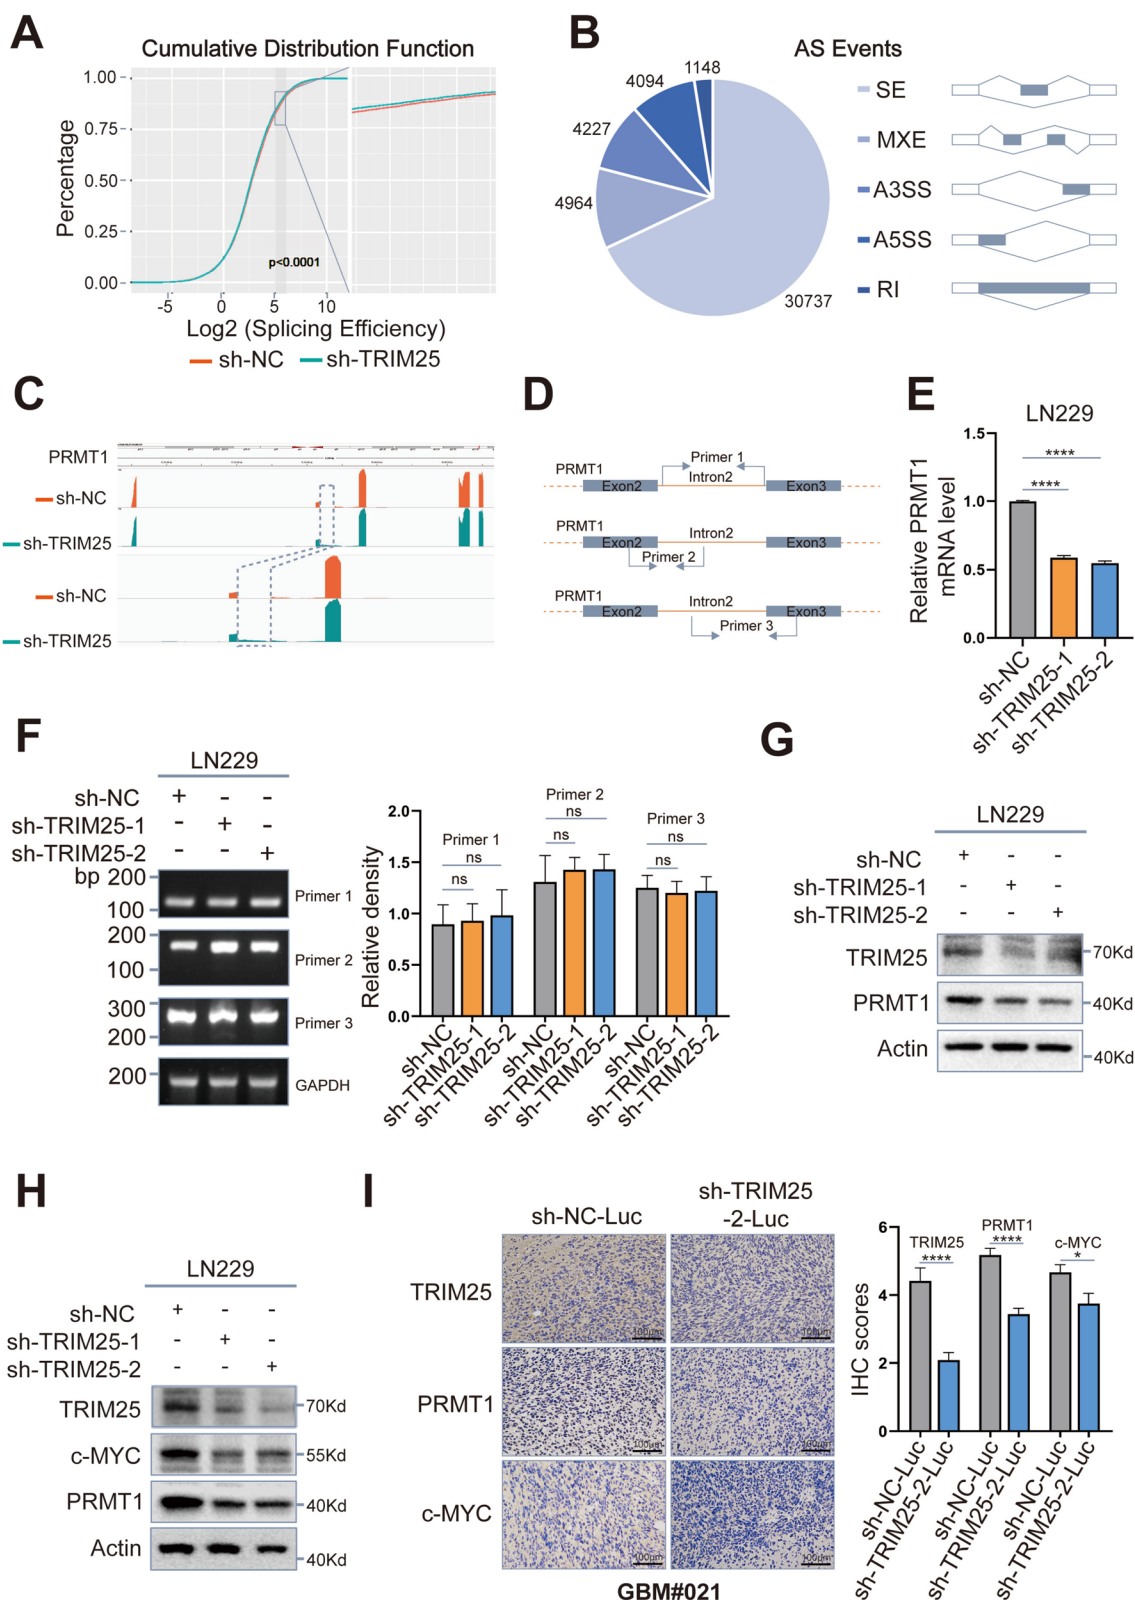 A
Cumulative Distribution Function
1.00
0.75
0.50
0.25
0.00
Percentage
p<0.0001
-5 0 5 10
Log2 (Splicing Efficiency)
sh-NC sh-TRIM25
B
AS Events
1148
4094
4227
4964
30737
SE
MXE
A3SS
A5SS
RI
C
PRMT1
sh-NC
sh-TRIM25
sh-NC
sh-TRIM25
D
Primer 1
PRMT1
Intron2
Exon2
Exon3
PRMT1
Intron2
Exon2
Exon3
Primer 2
PRMT1
Intron2
Exon2
Exon3
Primer 3
E
LN229
Relative PRMT1
mRNA level
1.5
1.0
0.5
0.0
****
****
sh-NC
sh-TRIM25-1
sh-TRIM25-2
F
LN229
sh-NC + - -
sh-TRIM25-1 - + -
sh-TRIM25-2 - - +
bp
200
100
Primer 1
200
100
Primer 2
300
200
Primer 3
200
GAPDH
Relative density
2.0
1.5
1.0
0.5
0.0
Primer 1
ns
ns
Primer 2
ns
ns
Primer 3
ns
ns
sh-NC
sh-TRIM25-1
sh-TRIM25-2
sh-NC
sh-TRIM25-1
sh-TRIM25-2
sh-NC
sh-TRIM25-1
sh-TRIM25-2
G
LN229
sh-NC + - -
sh-TRIM25-1 - + -
sh-TRIM25-2 - - +
TRIM25 70Kd
PRMT1 40Kd
Actin 40Kd
H
LN229
sh-NC + - -
sh-TRIM25-1 - + -
sh-TRIM25-2 - - +
TRIM25 70Kd
c-MYC 55Kd
PRMT1 40Kd
Actin 40Kd
I
sh-NC-Luc
sh-TRIM25
-2-Luc
TRIM25
100μm
100μm
PRMT1
100μm
100μm
c-MYC
100μm
100μm
GBM#021
IHC scores
6
4
2
0
TRIM25
****
PRMT1
****
c-MYC
*
sh-NC-Luc
sh-TRIM25-2-Luc
sh-NC-Luc
sh-TRIM25-2-Luc
sh-NC-Luc
sh-TRIM25-2-Luc